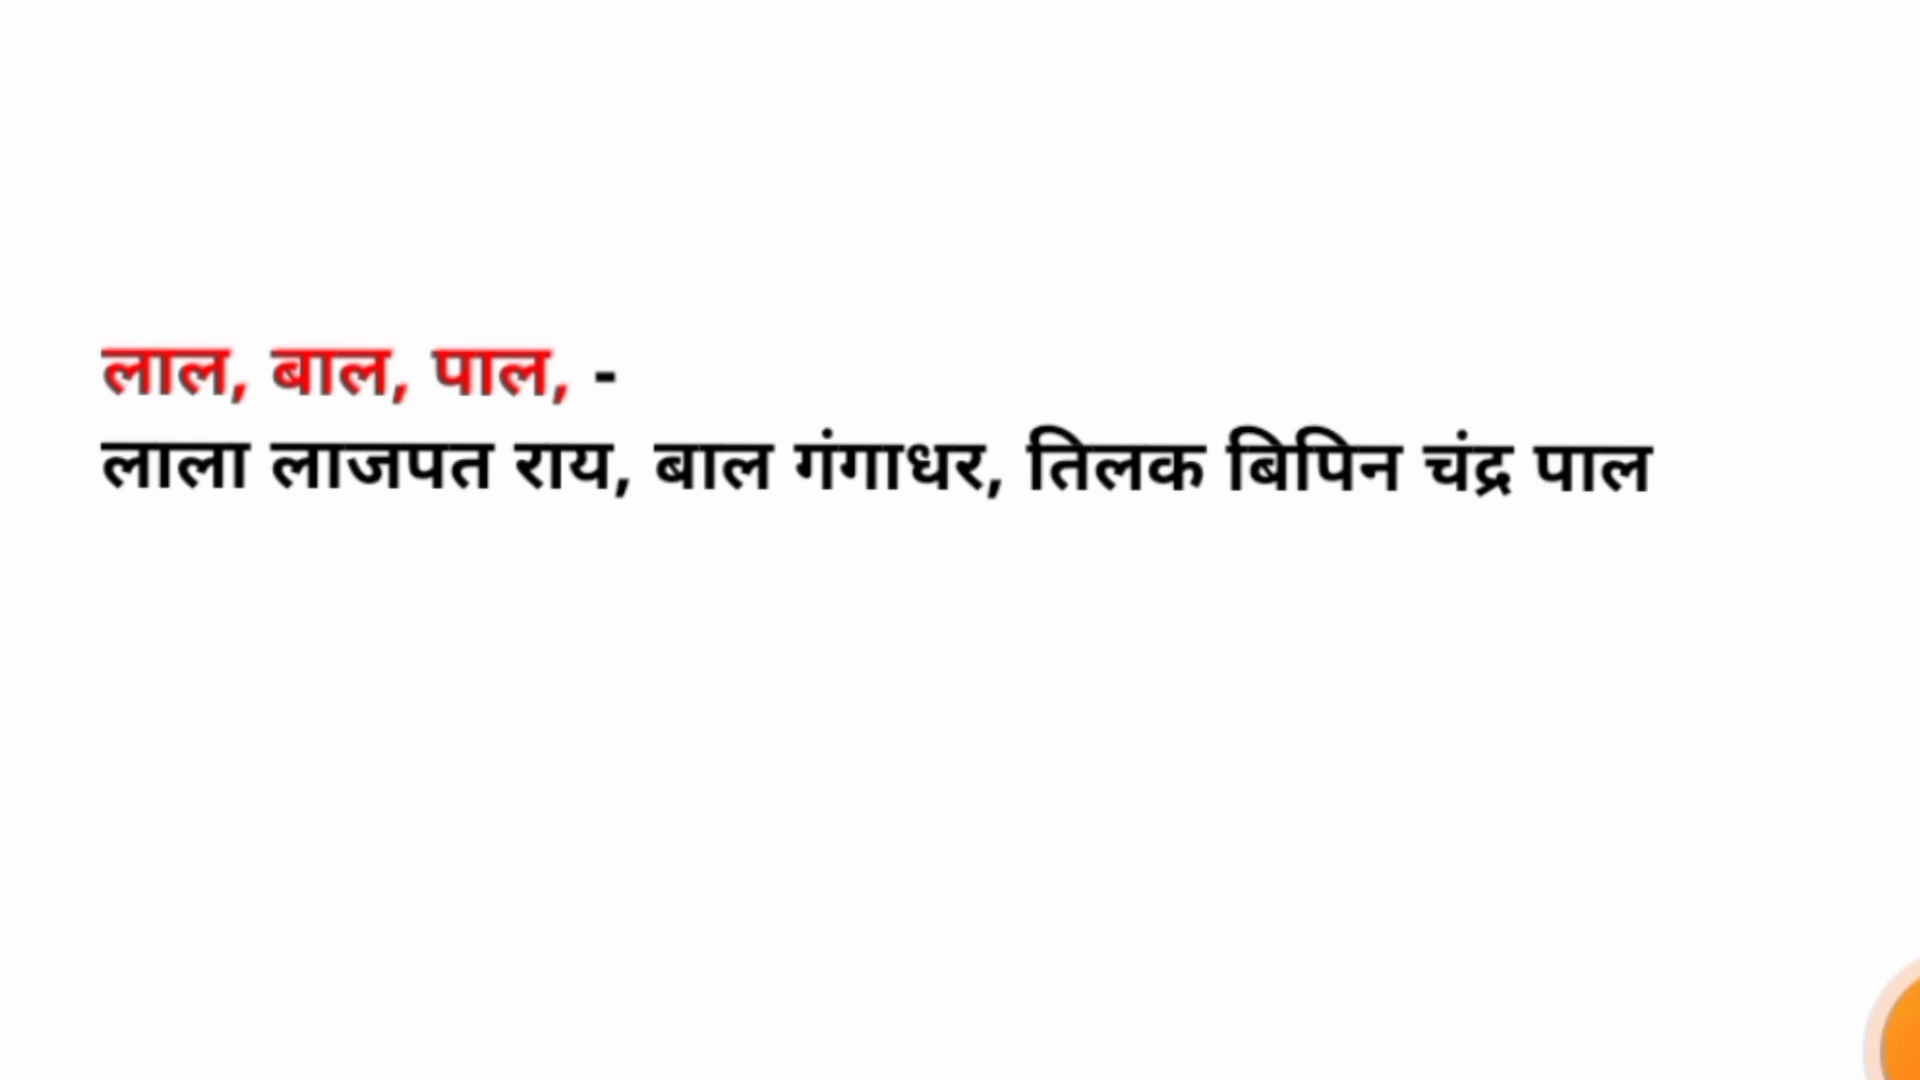 लाल, बाल, पाल, -
लाला लाजपत राय, बाल गंगाधर, तिलक बिपिन चंद्र पाल